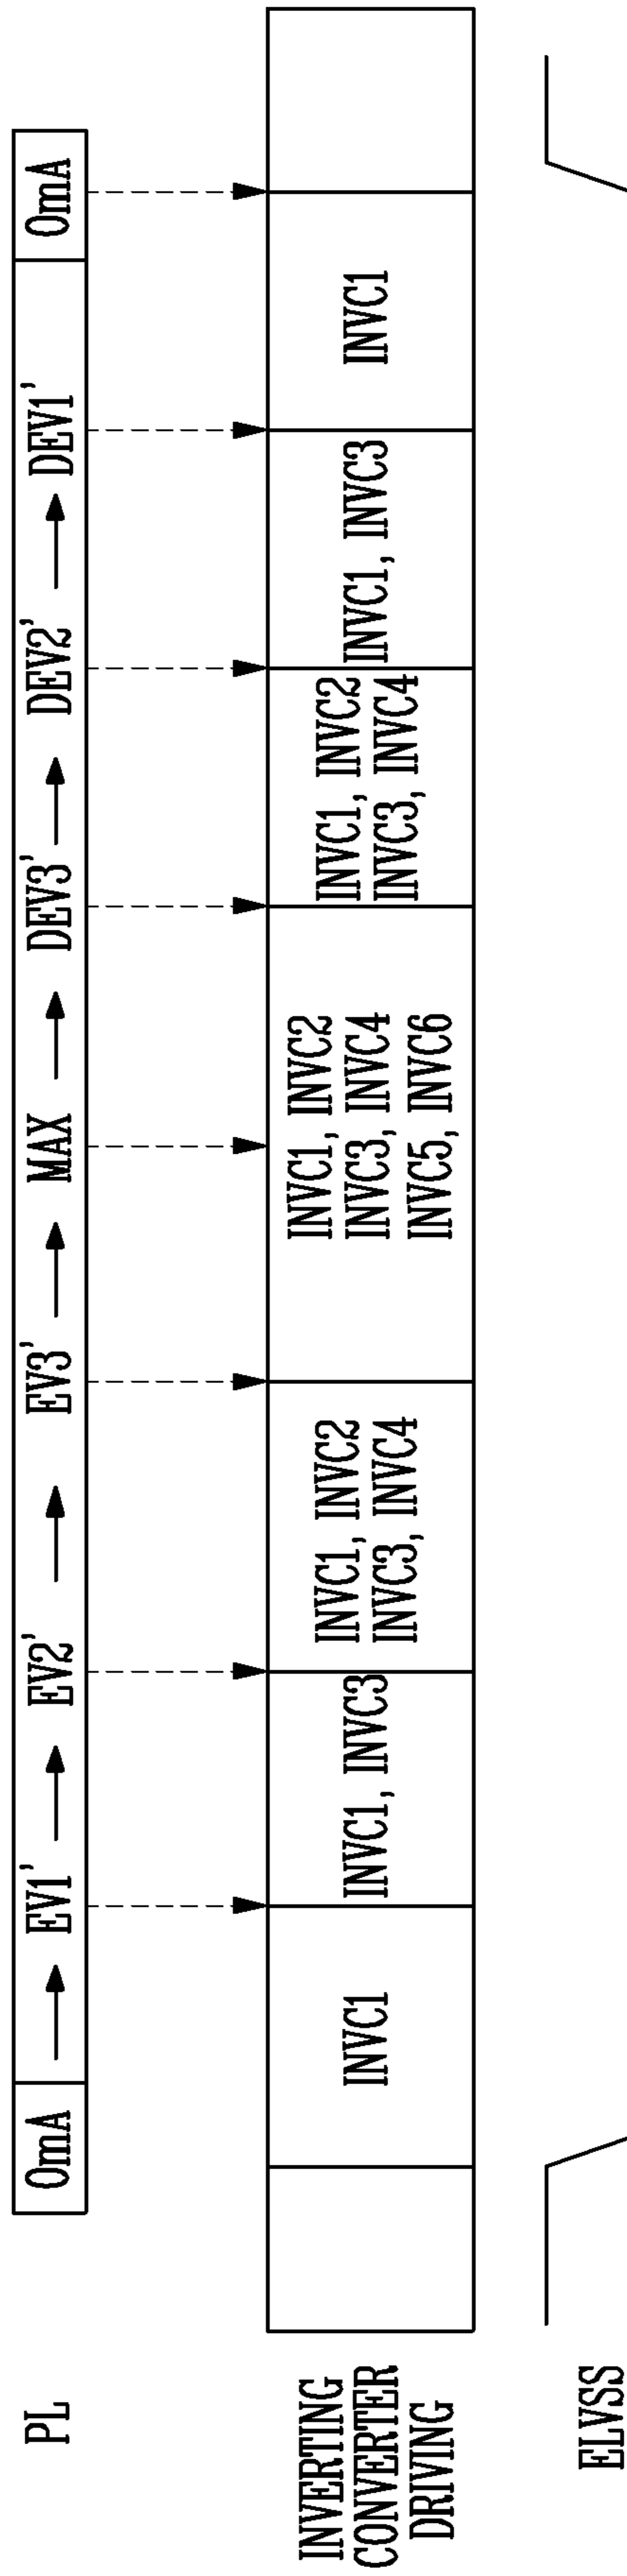 PL
0mA → EV1' → EV2' → EV3' → MAX → DEV3' → DEV2' → DEV1' 0mA
INVERTING
CONVERTER
DRIVING
INVC1
INVC1, INVC3
INVC1, INVC2
INVC3, INVC4
INVC1, INVC2
INVC3, INVC4
INVC5, INVC6
INVC1, INVC2
INVC3, INVC4
INVC1, INVC3
INVC1
ELVSS